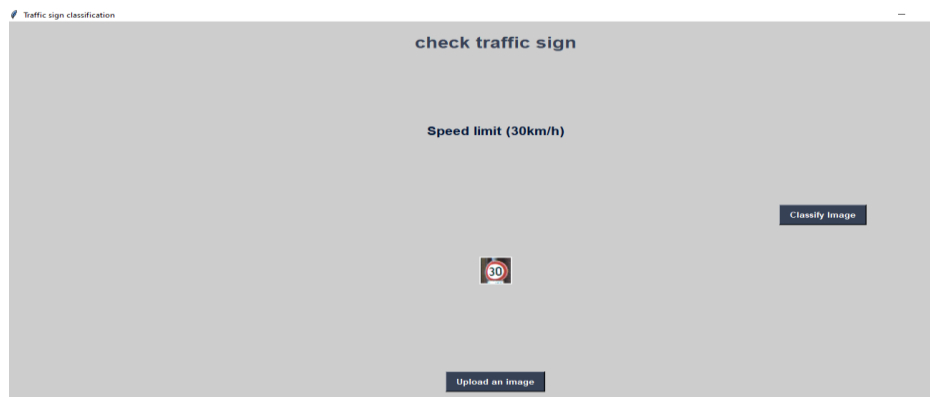 Traffic sign classification
check traffic sign
Speed limit (30km/h)
Classify Image
30
Upload an image